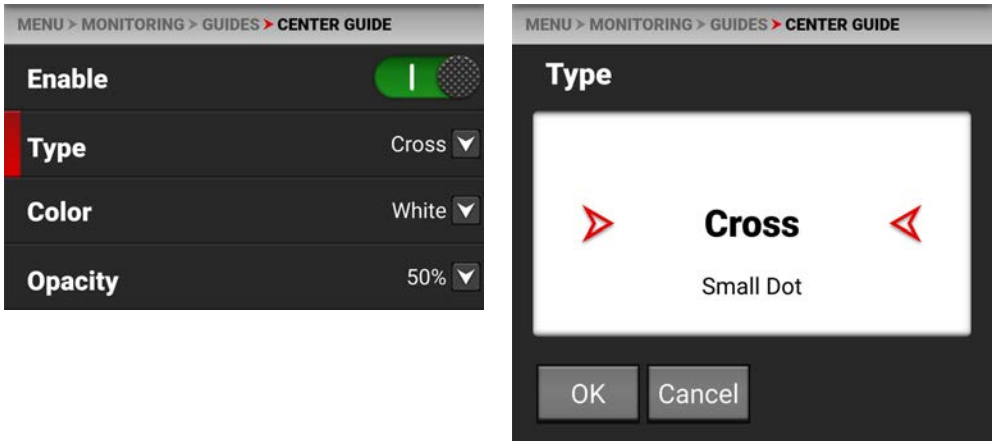 MENU > MONITORING > GUIDES > CENTER GUIDE
Enable
Type Cross
Color White
Opacity 50%
MENU > MONITORING > GUIDES > CENTER GUIDE
Type
Cross
Small Dot
OK Cancel